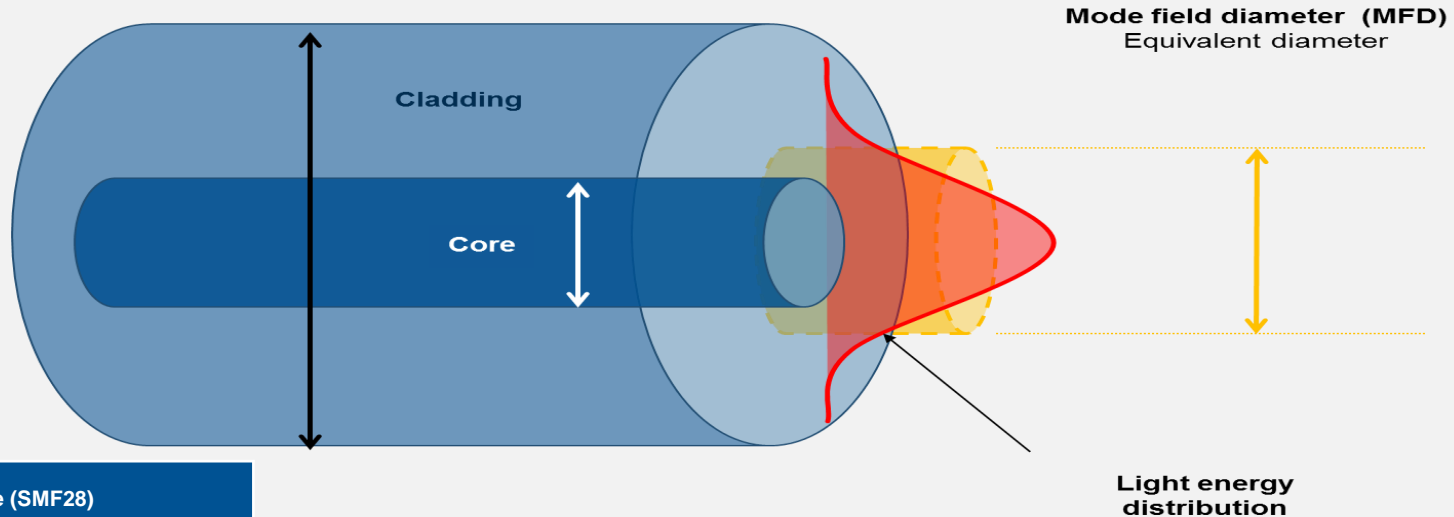 Mode field diameter (MFD)
Equivalent diameter
Cladding
Core
Light energy
distribution
(SMF28)